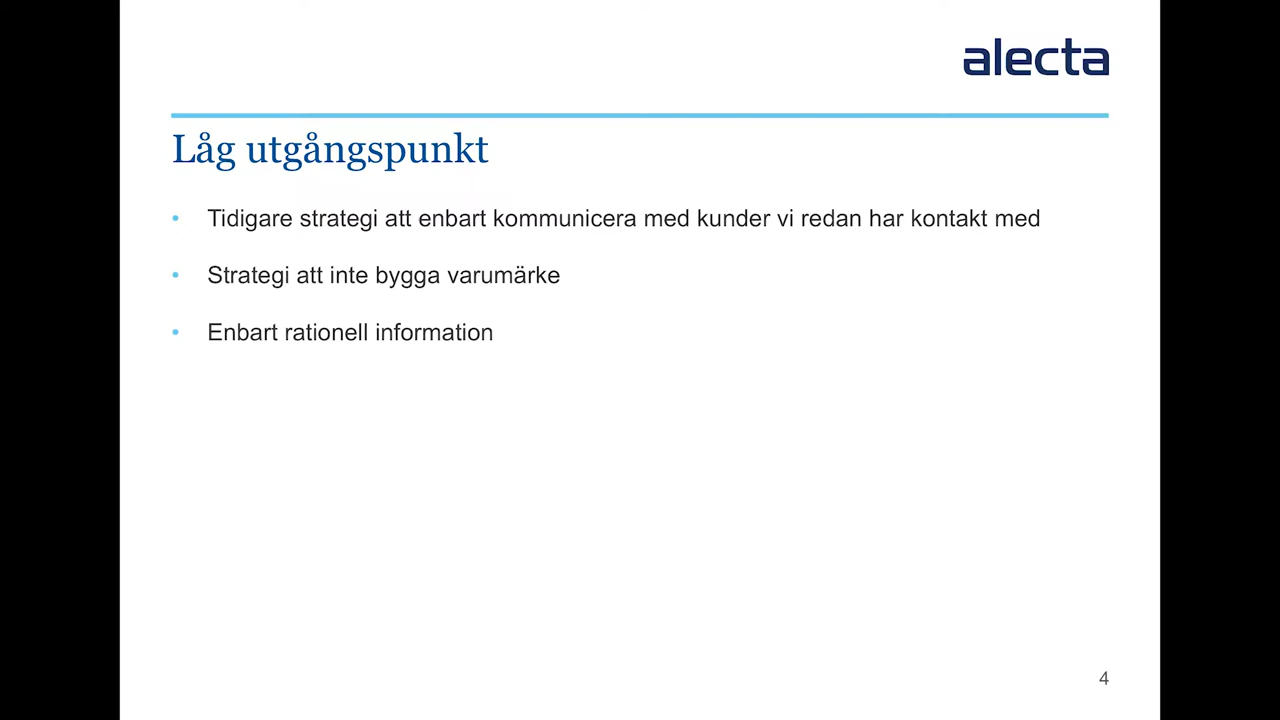 alecta
Låg utgångspunkt
• Tidigare strategi att enbart kommunicera med kunder vi redan har kontakt med
• Strategi att inte bygga varumärke
• Enbart rationell information
4